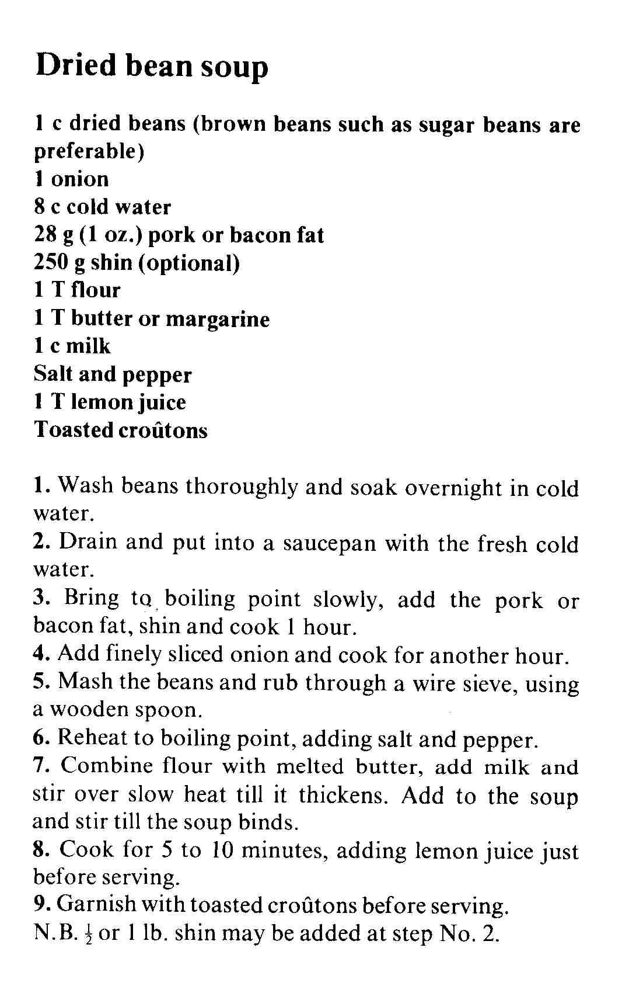 Dried bean soup
1 c dried beans (brown beans such as sugar beans are
preferable)
1 onion
8 c cold water
28 g (1 oz.) pork or bacon fat
250 g shin (optional)
1 T flour
1 T butter or margarine
1 c milk
Salt and pepper
1 T lemon juice
Toasted croûtons
1. Wash beans thoroughly and soak overnight in cold
water.
2. Drain and put into a saucepan with the fresh cold
water.
3. Bring to boiling point slowly, add the pork or
bacon fat, shin and cook 1 hour.
4. Add finely sliced onion and cook for another hour.
5. Mash the beans and rub through a wire sieve, using
a wooden spoon.
6. Reheat to boiling point, adding salt and pepper.
7. Combine flour with melted butter, add milk and
stir over slow heat till it thickens. Add to the soup
and stir till the soup binds.
8. Cook for 5 to 10 minutes, adding lemon juice just
before serving.
9. Garnish with toasted croûtons before serving.
N.B. ½ or 1 lb. shin may be added at step No. 2.